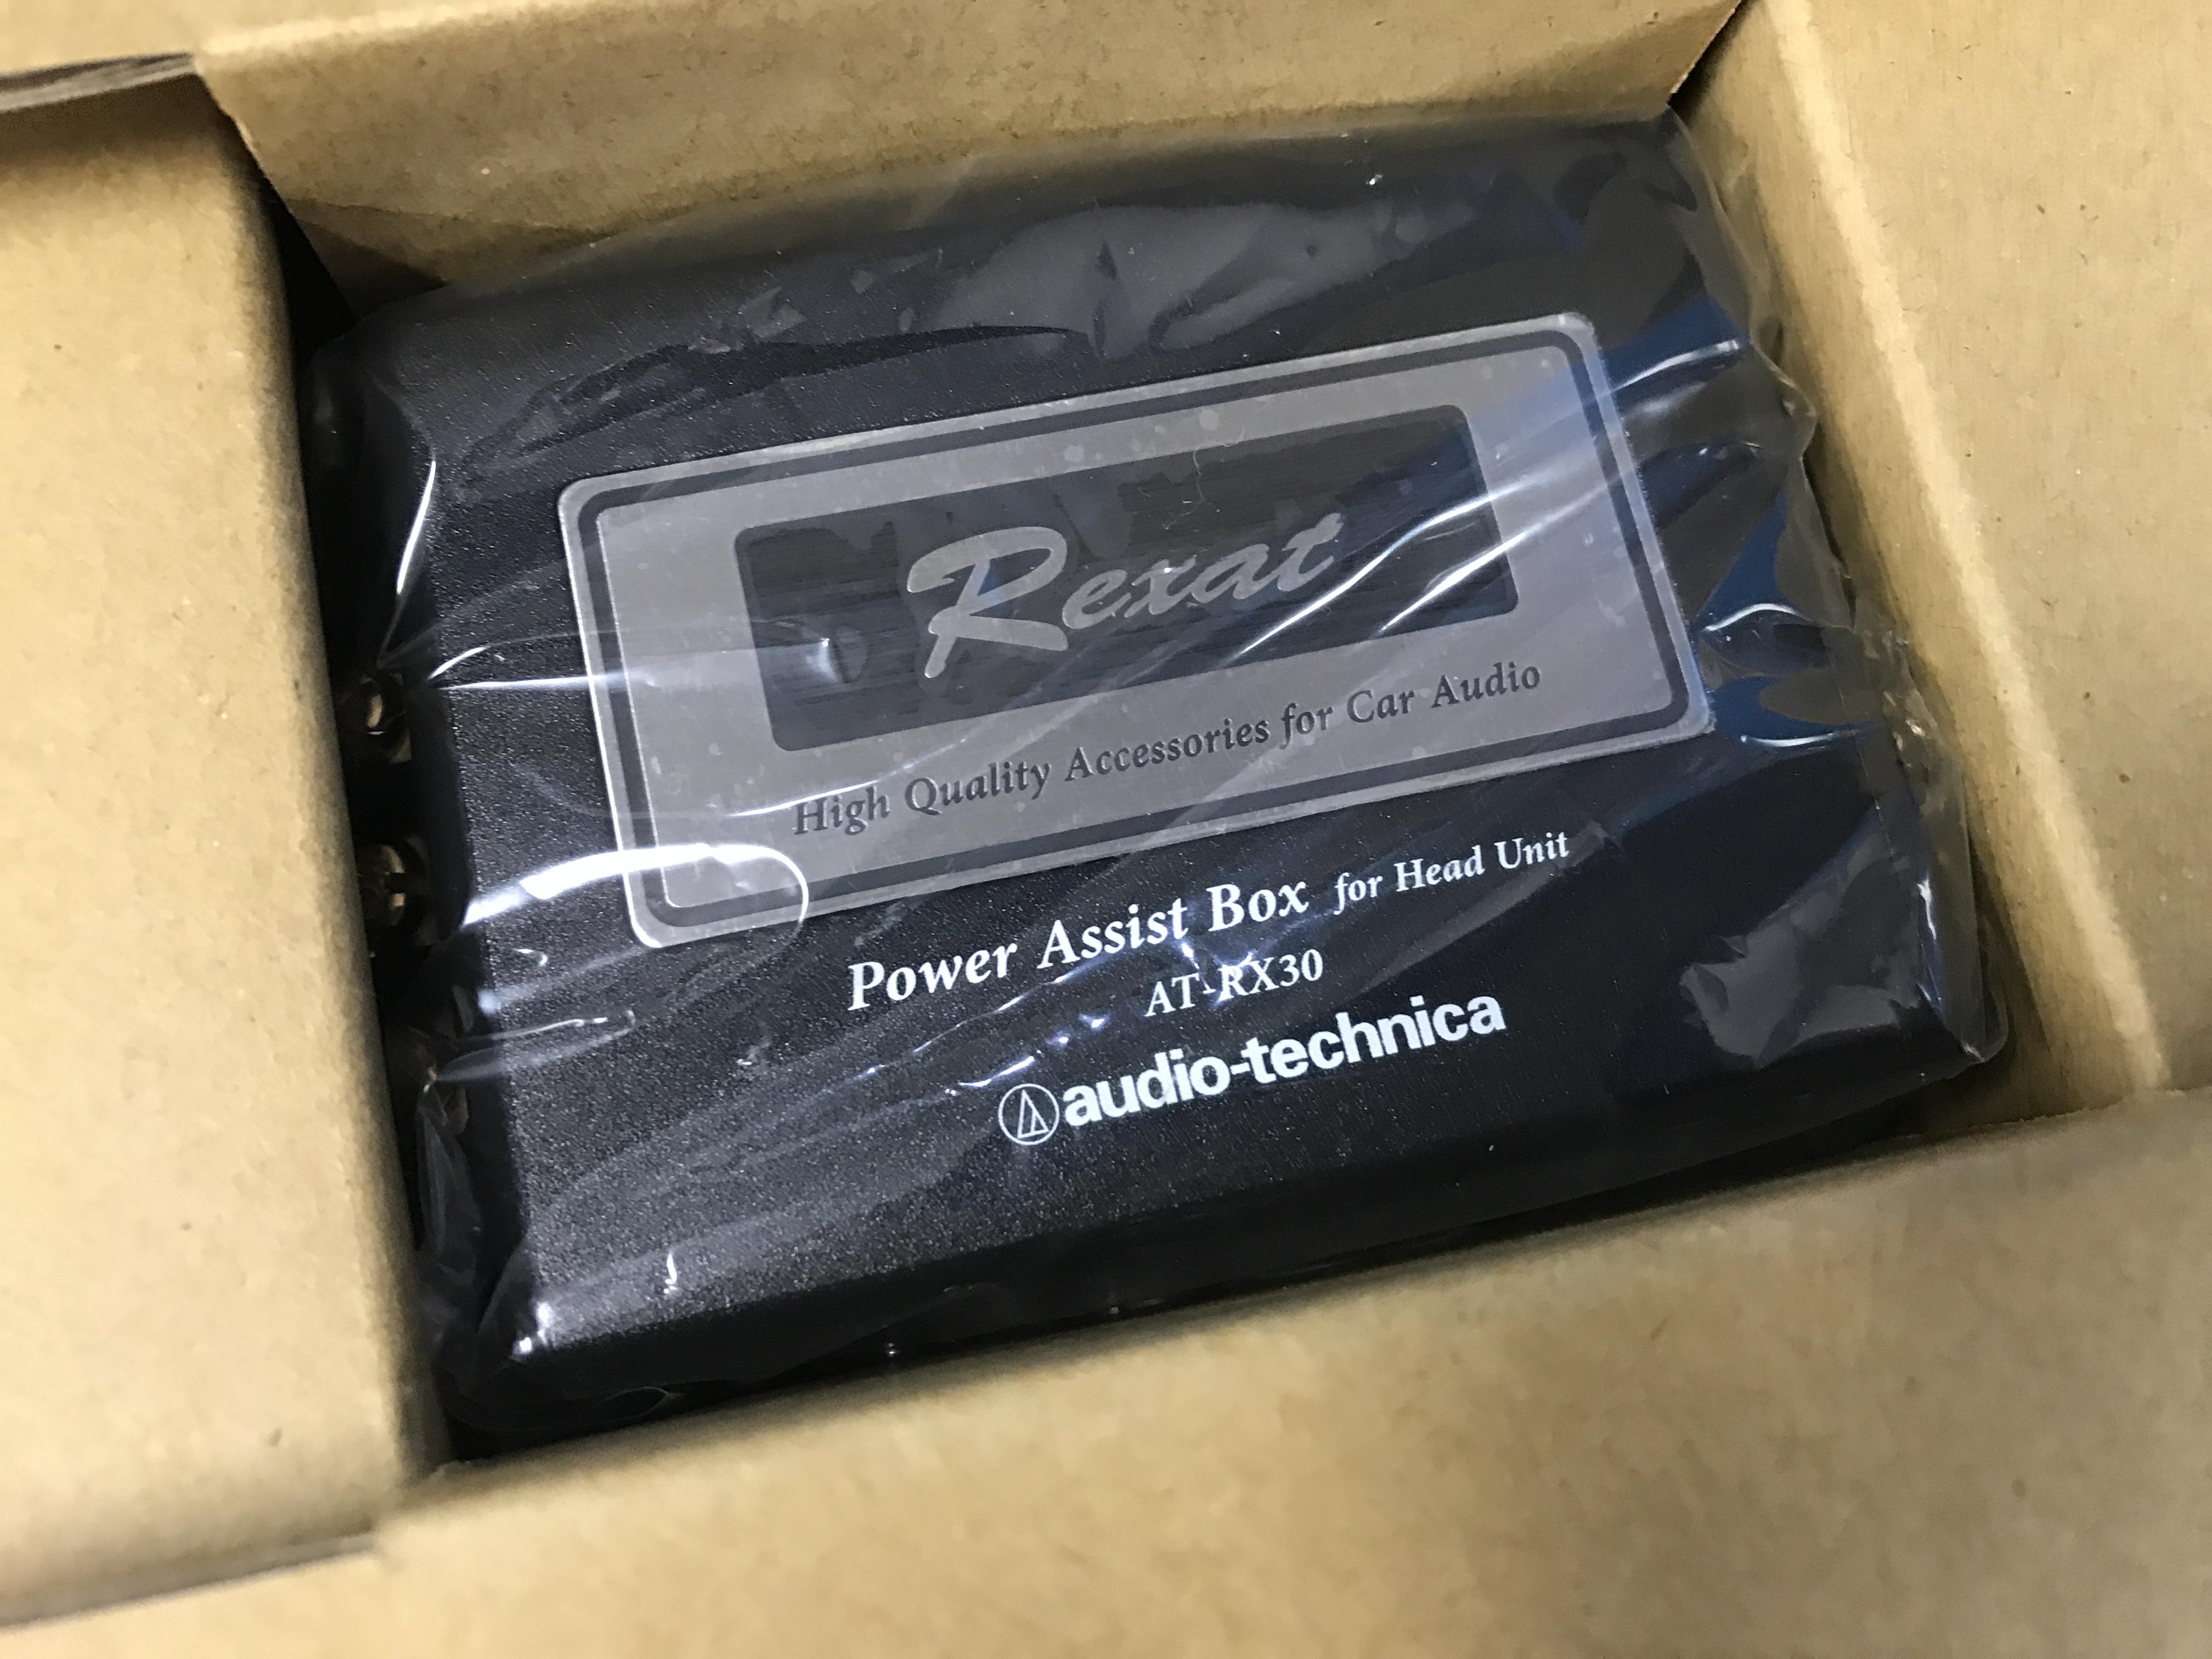 Rexat
High Quality Accessories for Car Audio
Power Assist Box for Head Unit
AT-RX30
audio-technica